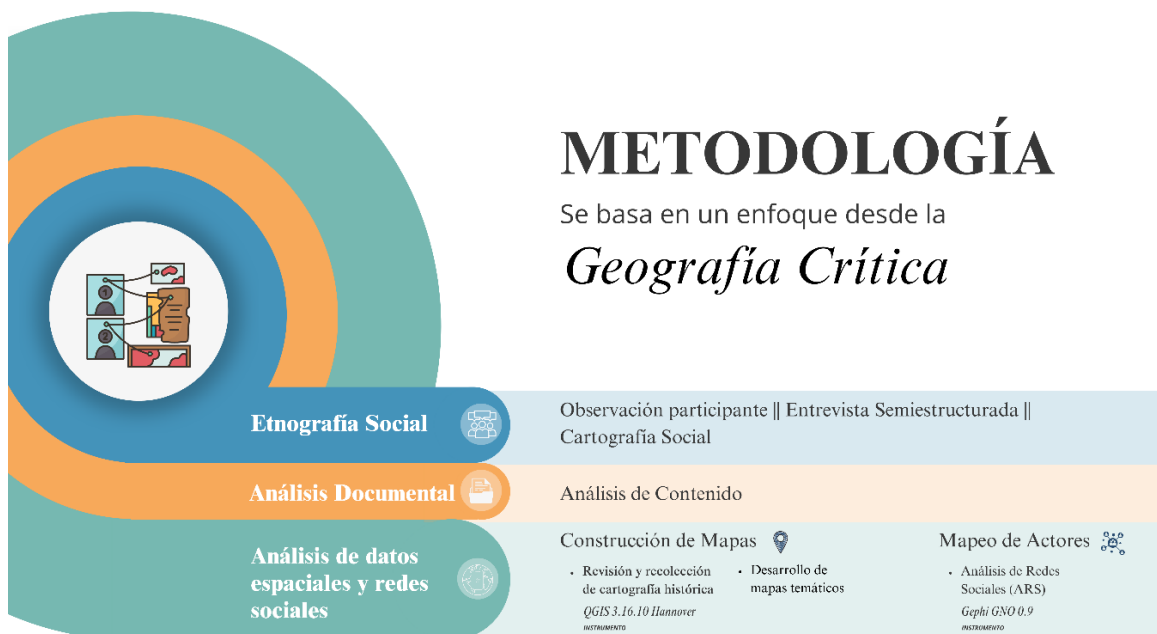 METODOLOGÍA
Se basa en un enfoque desde la
Geografía Crítica
1
2
Etnografía Social
Observación participante || Entrevista Semiestructurada ||
Cartografía Social
Análisis Documental
Análisis de Contenido
Análisis de datos
espaciales y redes
sociales
Construcción de Mapas
• Revisión y recolección
de cartografía histórica
QGIS 3.16.10 Hannover
INSTRUMENTO
• Desarrollo de
mapas temáticos
Mapeo de Actores
• Análisis de Redes
Sociales (ARS)
Gephi GNO 0.9
INSTRUMENTO